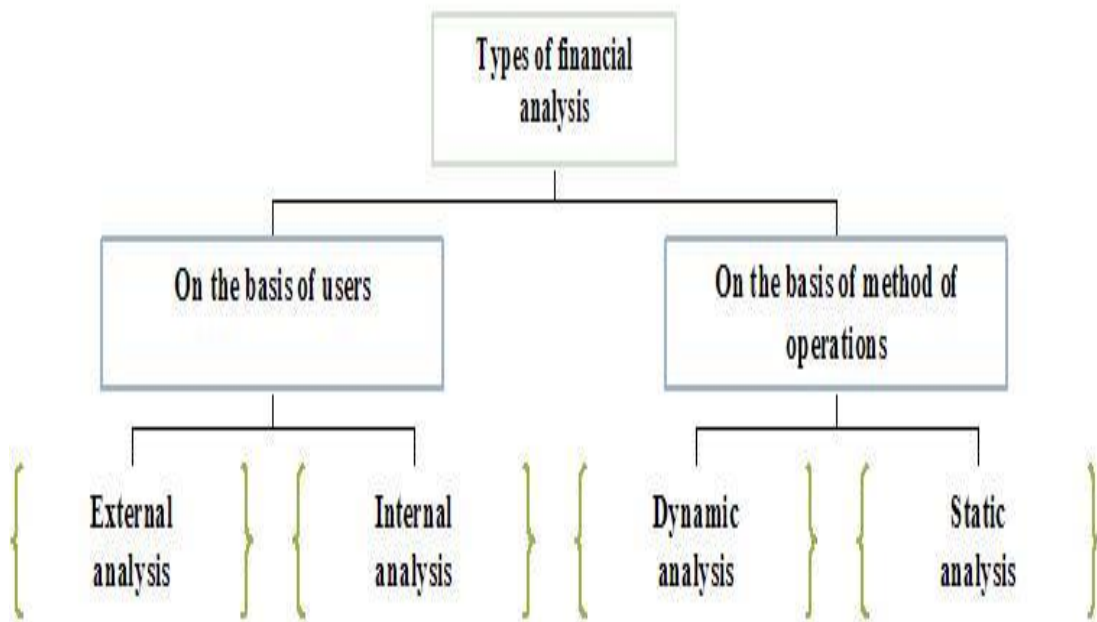 Types of financial
analysis
On the basis of users
On the basis of method of
operations
External
analysis
Internal
analysis
Dynamic
analysis
Static
analysis